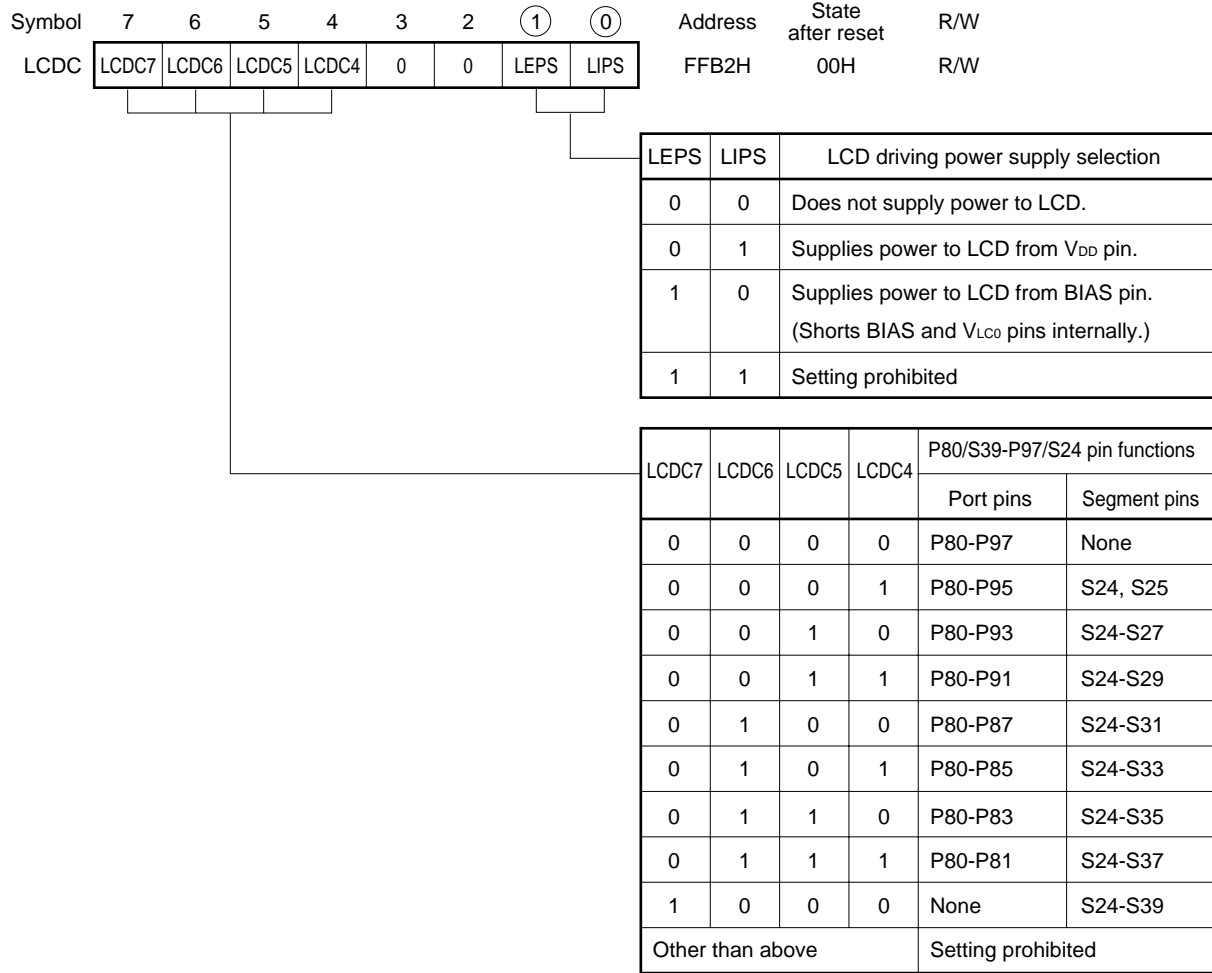 Symbol 7 6 5 4 3 2 1 0 Address State after reset R/W
LCDC LCDC7 LCDC6 LCDC5 LCDC4 0 0 LEPS LIPS FFB2H 00H R/W
LEPS LIPS LCD driving power supply selection
0 0 Does not supply power to LCD.
0 1 Supplies power to LCD from VDD pin.
1 0 Supplies power to LCD from BIAS pin.
(Shorts BIAS and VLC0 pins internally.)
1 1 Setting prohibited
LCDC7 LCDC6 LCDC5 LCDC4 P80/S39-P97/S24 pin functions
Port pins Segment pins
0 0 0 0 P80-P97 None
0 0 0 1 P80-P95 S24, S25
0 0 1 0 P80-P93 S24-S27
0 0 1 1 P80-P91 S24-S29
0 1 0 0 P80-P87 S24-S31
0 1 0 1 P80-P85 S24-S33
0 1 1 0 P80-P83 S24-S35
0 1 1 1 P80-P81 S24-S37
1 0 0 0 None S24-S39
Other than above Setting prohibited